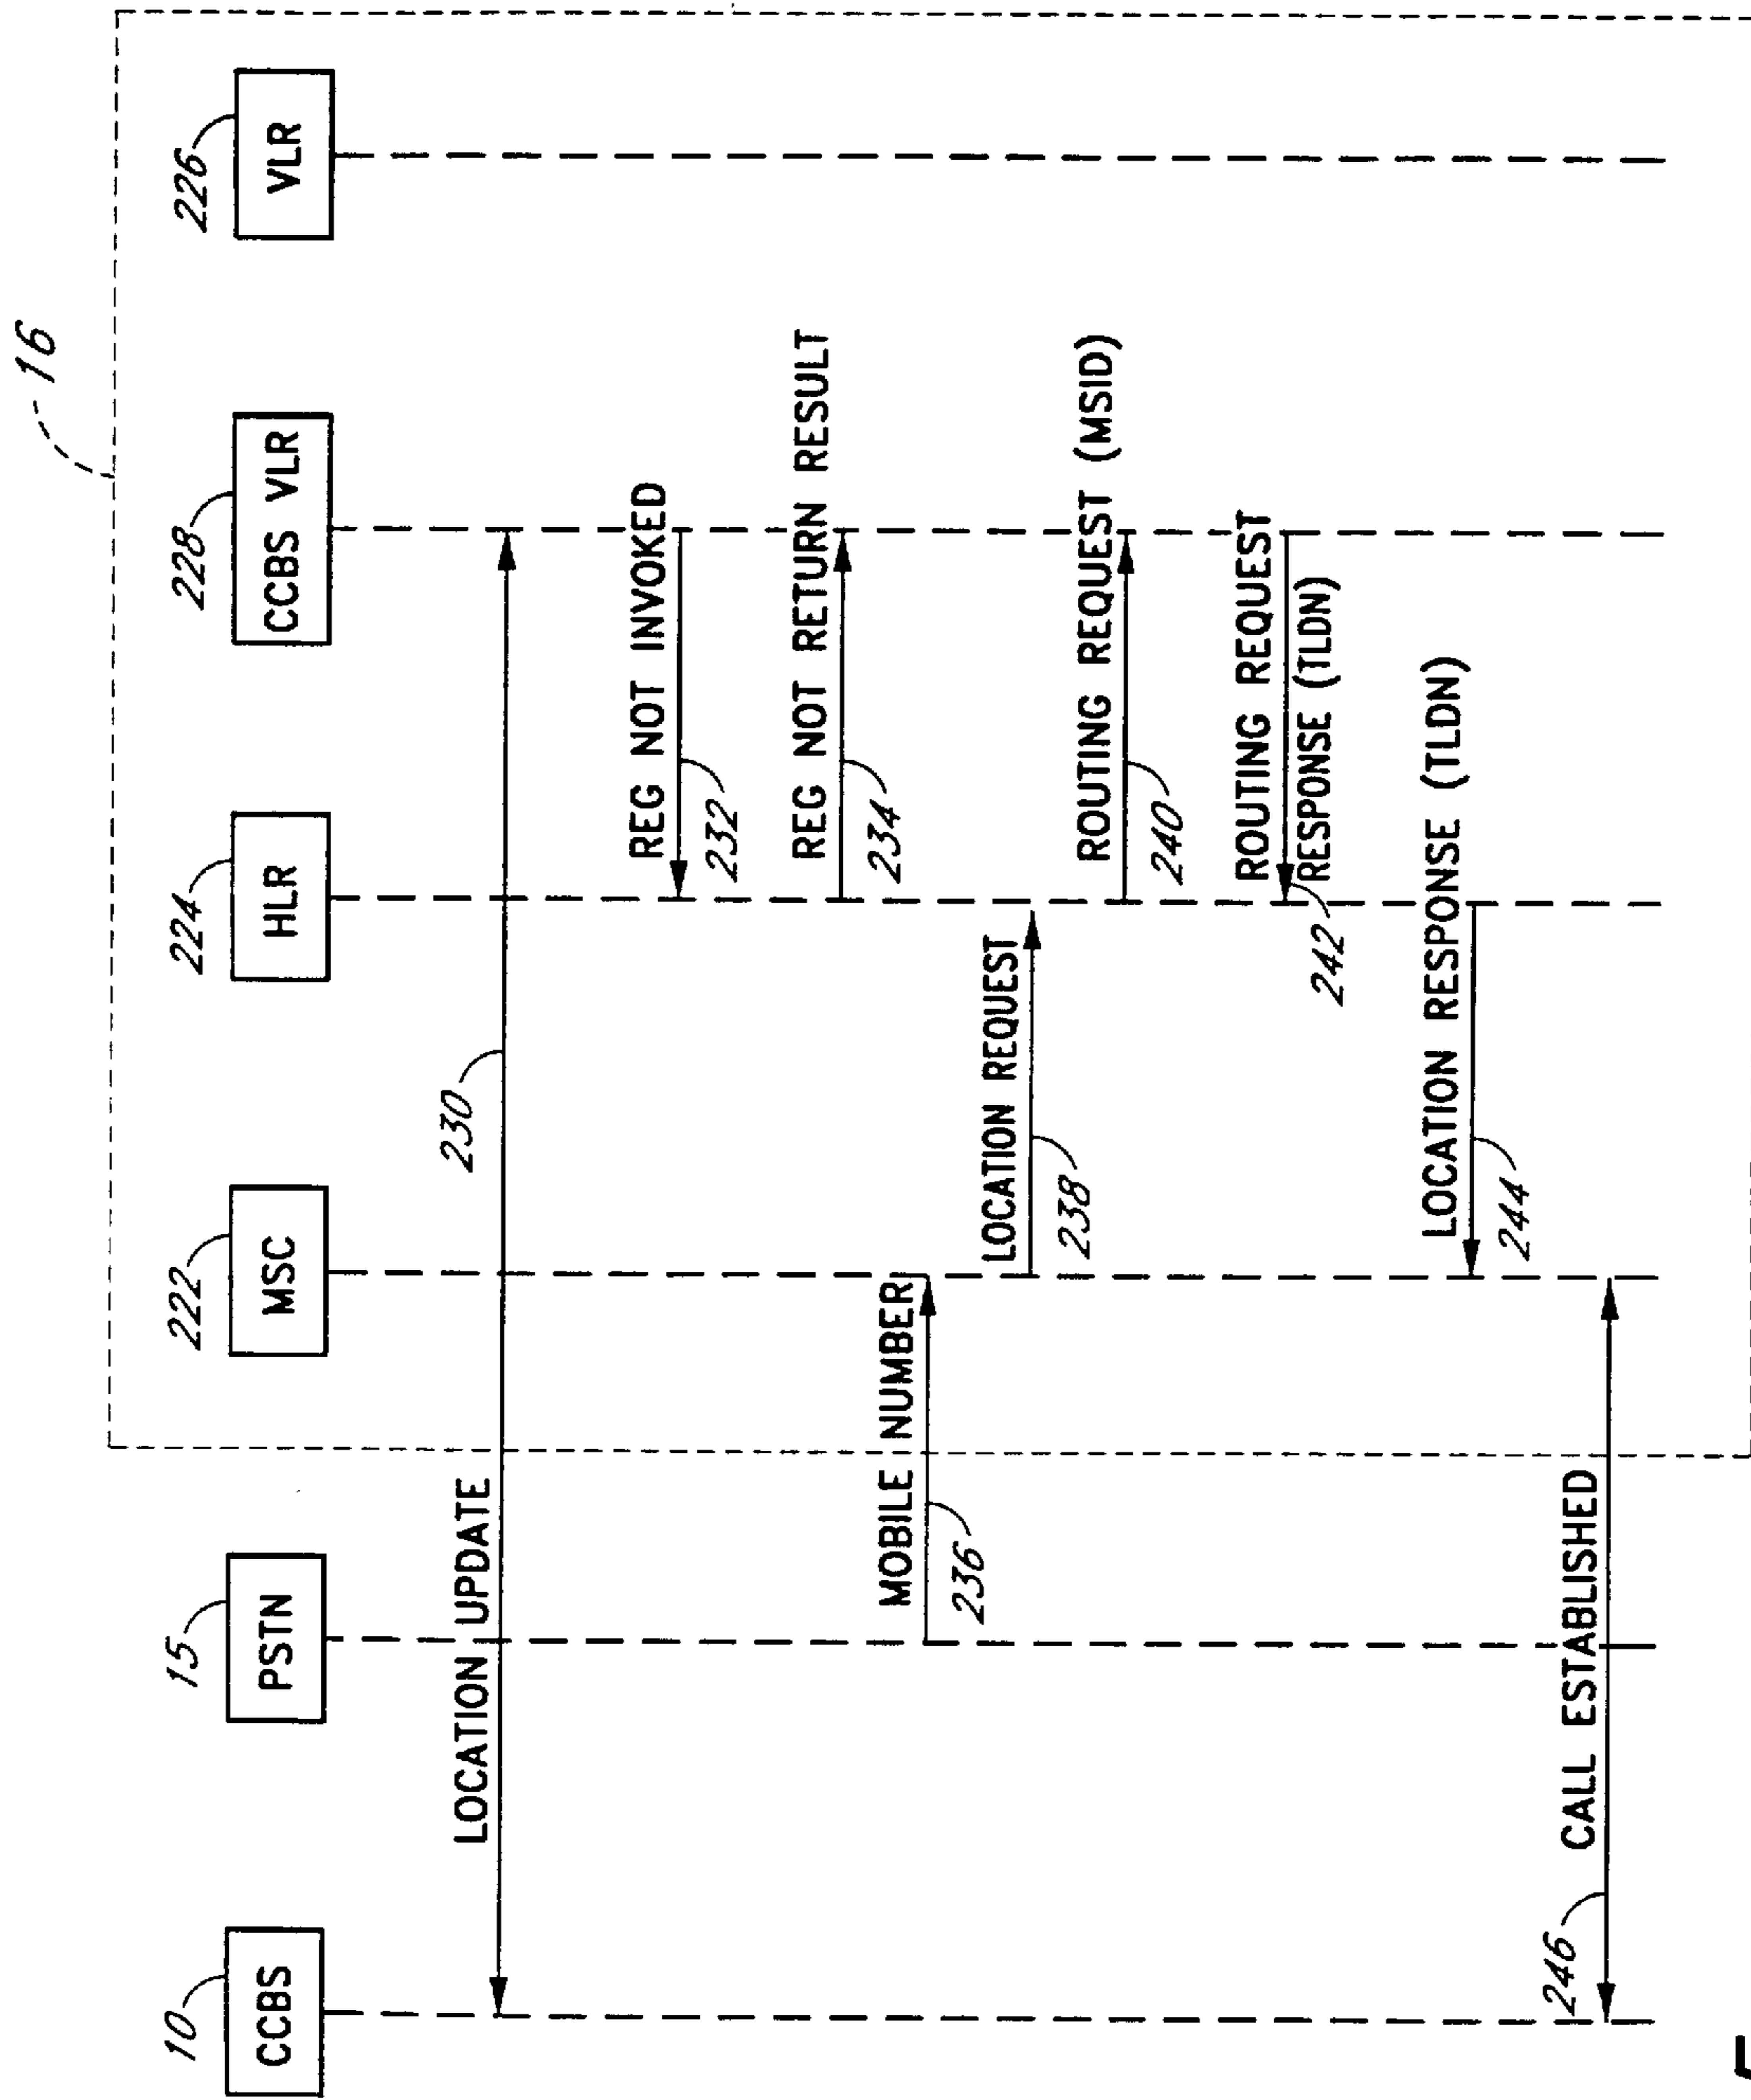 16
10
15
222
224
228
226
CCBS
PSTN
MSC
HLR
CCBS VLR
VLR
LOCATION UPDATE
230
REG NOT INVOKED
232
REG NOT RETURN RESULT
234
MOBILE NUMBER
236
LOCATION REQUEST
238
ROUTING REQUEST (MSID)
240
ROUTING REQUEST
RESPONSE (TLDN)
242
LOCATION RESPONSE (TLDN)
244
CALL ESTABLISHED
246